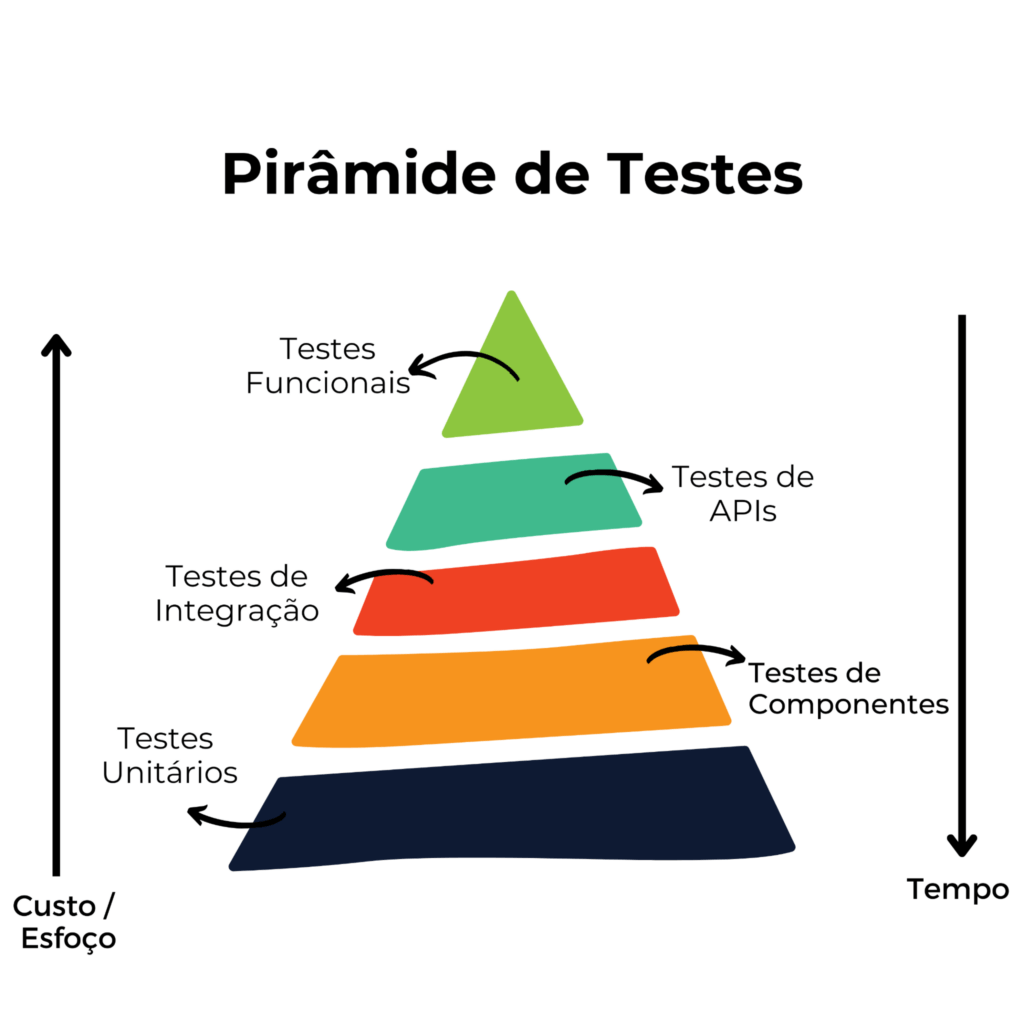 Pirâmide de Testes
Testes
Funcionais
Testes de
APIs
Testes de
Integração
Testes de
Componentes
Testes
Unitários
Custo /
Esfoço
Tempo